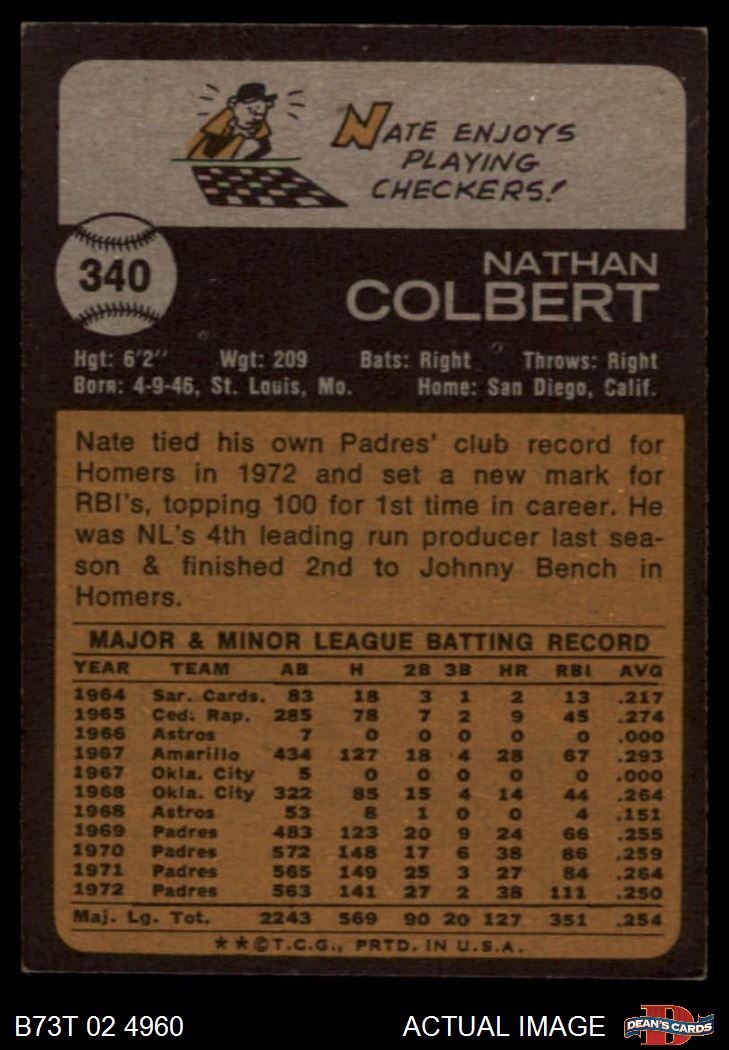 NATE ENJOYS
PLAYING
CHECKERS!
340
NATHAN
COLBERT
Hgt: 6'2" Wgt: 209 Bats: Right Throws: Right
Born: 4-9-46, St. Louis, Mo. Home: San Diego, Calif.
Nate tied his own Padres' club record for
Homers in 1972 and set a new mark for
RBI's, topping 100 for 1st time in career. He
was NL's 4th leading run producer last sea-
son & finished 2nd to Johnny Bench in
Homers.
MAJOR & MINOR LEAGUE BATTING RECORD
YEAR TEAM AB H 2B 3B HR RBI AVG
1964 Sar. Cards. 83 18 3 1 2 13 .217
1965 Ced. Rap. 285 78 7 2 9 45 .274
1966 Astros 7 0 0 0 0 0 .000
1967 Amarillo 434 127 18 4 28 67 .293
1967 Okla. City 5 0 0 0 0 0 .000
1968 Okla. City 322 85 15 4 14 44 .264
1968 Astros 53 8 1 0 0 4 .151
1969 Padres 483 123 20 9 24 66 .255
1970 Padres 572 148 17 6 38 86 .259
1971 Padres 565 149 25 3 27 84 .264
1972 Padres 563 141 27 2 38 111 .250
Maj. Lg. Tot. 2243 569 90 20 127 351 .254
**©T.C.G., PRTD. IN U.S.A.
B73T 02 4960 ACTUAL IMAGE
D
DEAN'S CARDS